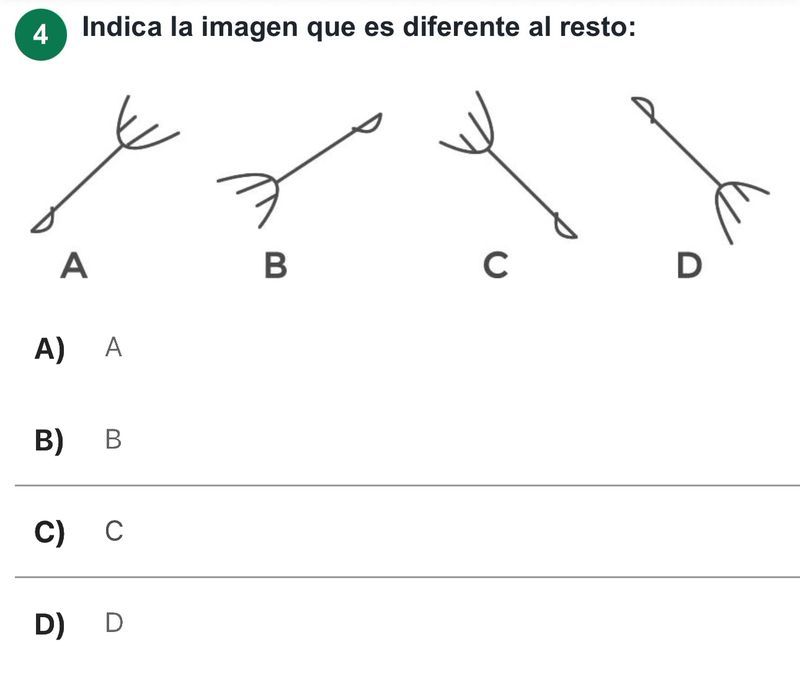 4 Indica la imagen que es diferente al resto:
A B C D
A) A
B) B
C) C
D) D